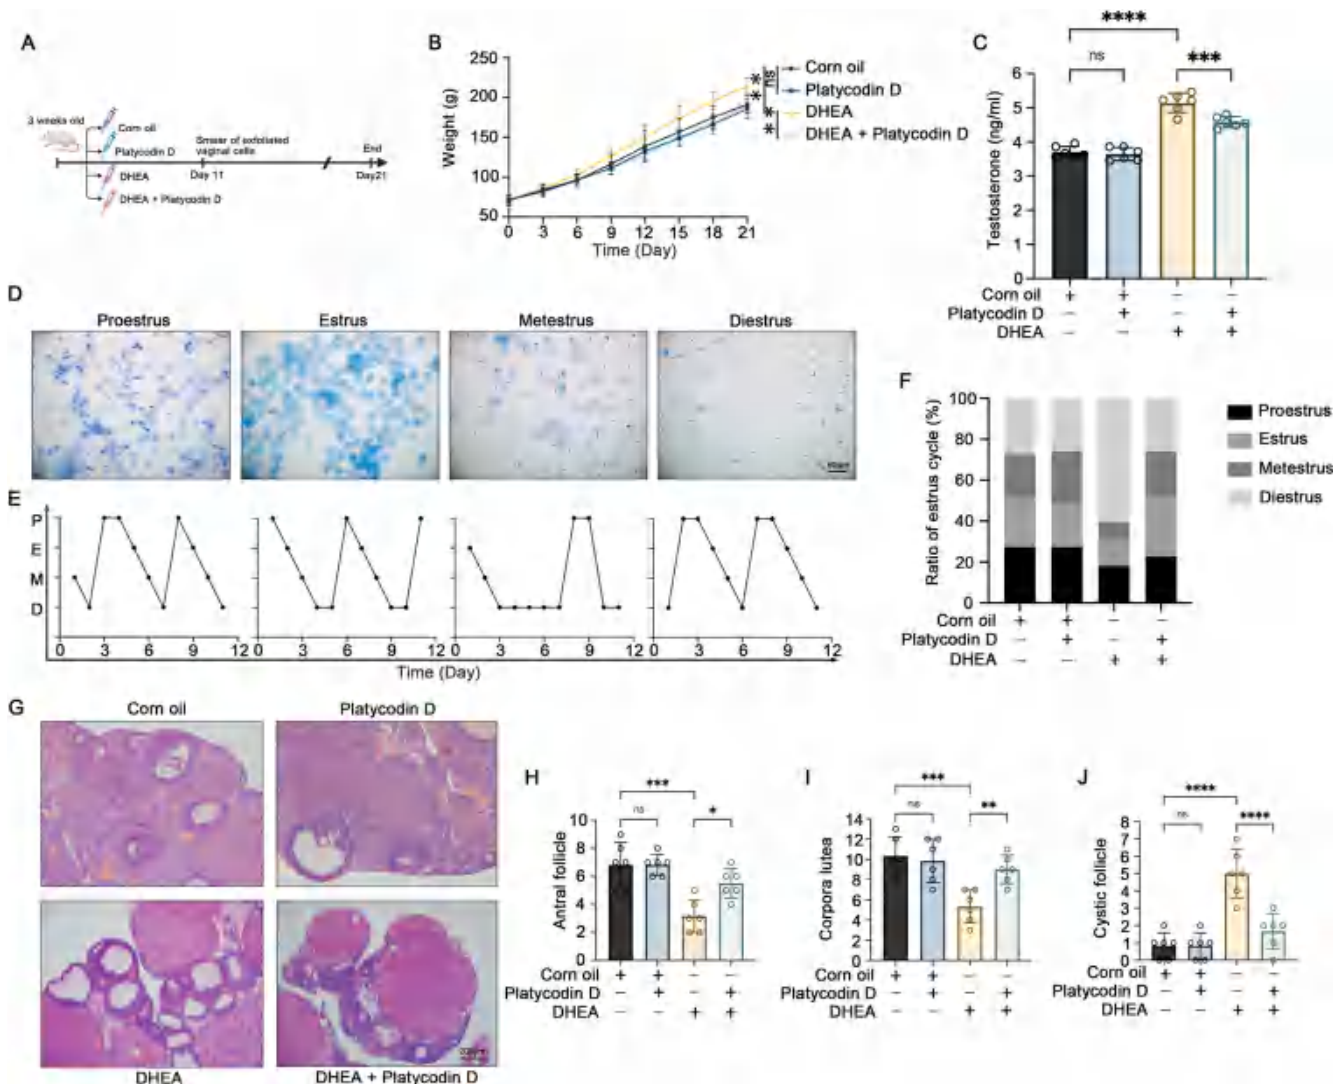 A
3 weeks old
Corn oil
Platycodin D
DHEA
DHEA + Platycodin D
Smear of exfoliated
vaginal cells
Day 11
End
Day21
B
Weight (g)
250
200
150
100
50
0 3 6 9 12 15 18 21
Time (Day)
Corn oil
Platycodin D
DHEA
DHEA + Platycodin D
ns
**
**
C
Testosterone (ng/ml)
****
ns
***
6
5
4
3
2
1
0
Corn oil + + − −
Platycodin D − + − +
DHEA − − + +
D
Proestrus Estrus Metestrus Diestrus
E
P
E
M
D
0 3 6 9 12 0 3 6 9 12 0 3 6 9 12 0 3 6 9 12
Time (Day)
F
Ratio of estrus cycle (%)
100
80
60
40
20
0
Corn oil + + − −
Platycodin D − + − +
DHEA − − + +
Proestrus
Estrus
Metestrus
Diestrus
G
Corn oil Platycodin D
DHEA DHEA + Platycodin D
H
Antral follicle
***
ns
*
10
8
6
4
2
0
Corn oil + + − −
Platycodin D − + − +
DHEA − − + +
I
Corpora lutea
***
ns
**
14
12
10
8
6
4
2
0
Corn oil + + − −
Platycodin D − + − +
DHEA − − + +
J
Cystic follicle
****
ns
****
8
7
6
5
4
3
2
1
0
Corn oil + + − −
Platycodin D − + − +
DHEA − − + +